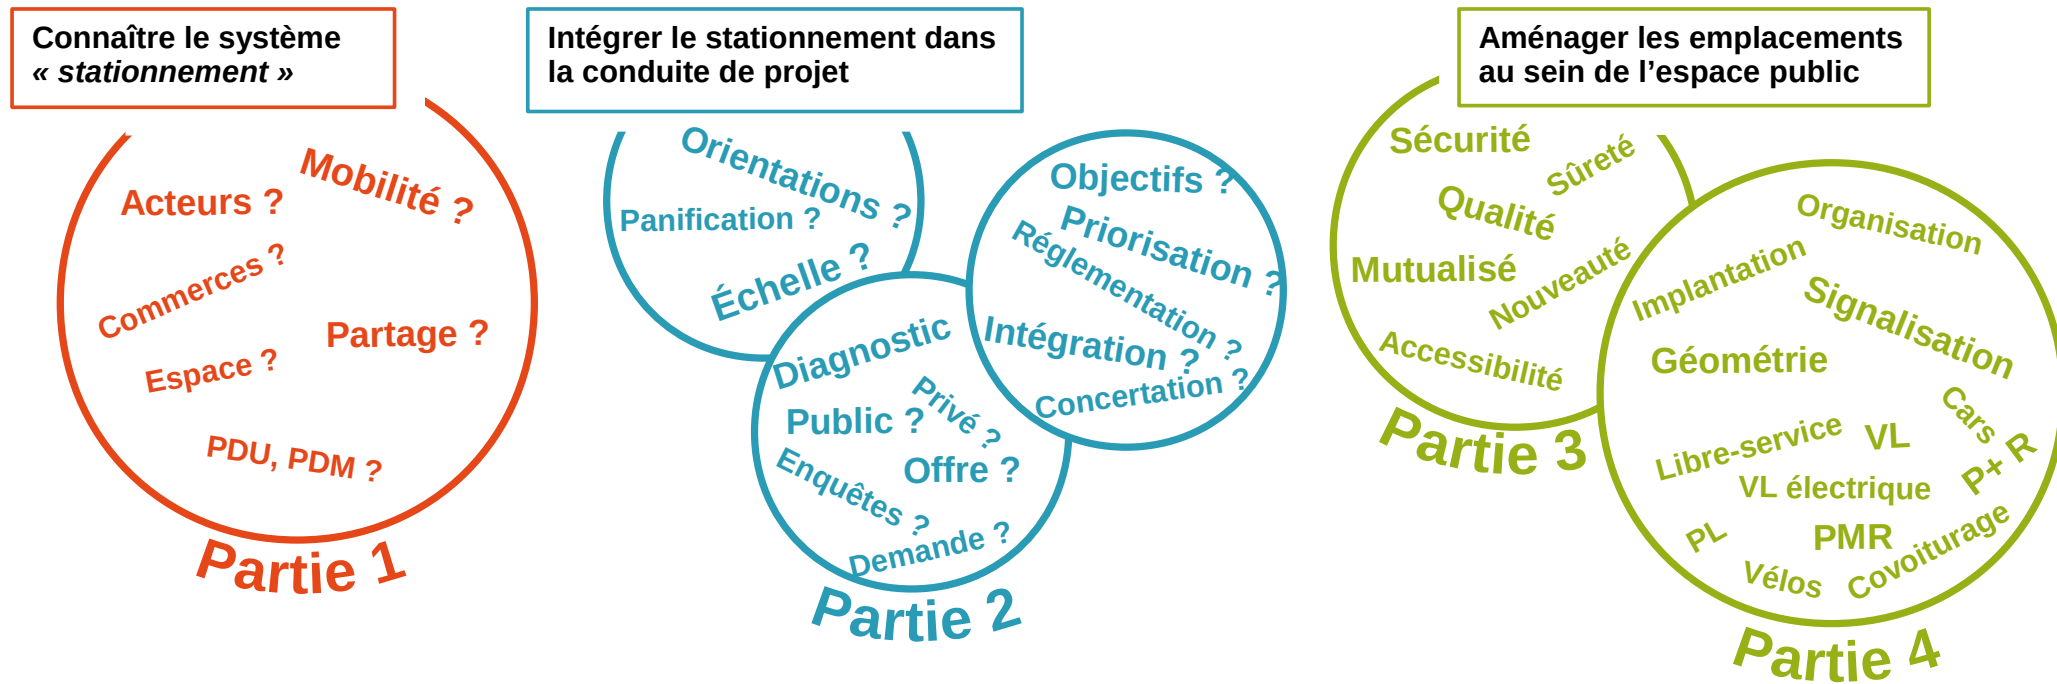 Connaître le système
« stationnement »
Acteurs ?
Mobilité ?
Commerces ?
Partage ?
Espace ?
PDU, PDM ?
Partie 1
Intégrer le stationnement dans
la conduite de projet
Orientations ?
Panification ?
Échelle ?
Objectifs ?
Priorisation ?
Réglementation ?
Intégration ?
Concertation ?
Diagnostic
Privé ?
Public ?
Offre ?
Enquêtes ?
Demande ?
Partie 2
Aménager les emplacements
au sein de l'espace public
Sécurité
Sûreté
Qualité
Mutualisé
Nouveauté
Accessibilité
Partie 3
Organisation
Implantation
Signalisation
Géométrie
Cars
Libre-service
VL
P+ R
VL électrique
PL
PMR
Vélos
Covoiturage
Partie 4